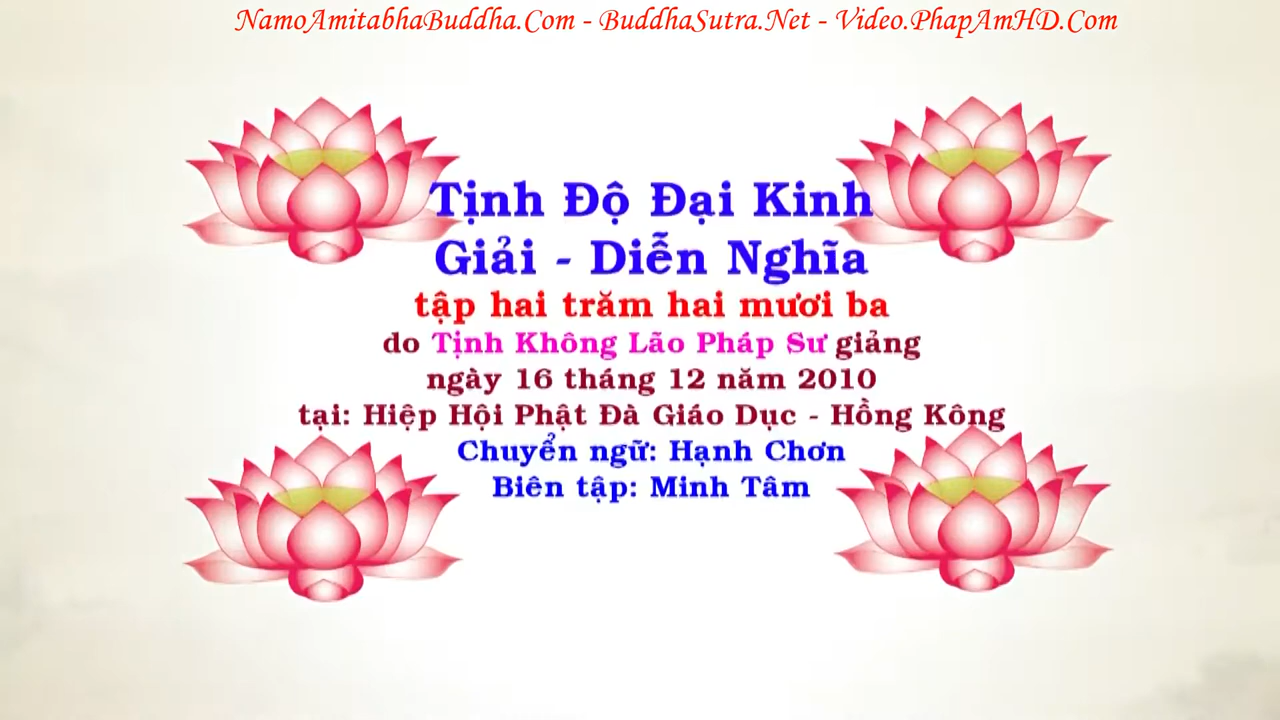 NamoAmitabhaBuddha.Com - BuddhaSutra.Net - Video.PhapAmHD.Com
Tịnh Độ Đại Kinh
Giải - Diễn Nghĩa
tập hai trăm hai mươi ba
do Tịnh Không Lão Pháp Sư giảng
ngày 16 tháng 12 năm 2010
tại: Hiệp Hội Phật Đà Giáo Dục - Hồng Kông
Chuyển ngữ: Hạnh Chơn
Biên tập: Minh Tâm